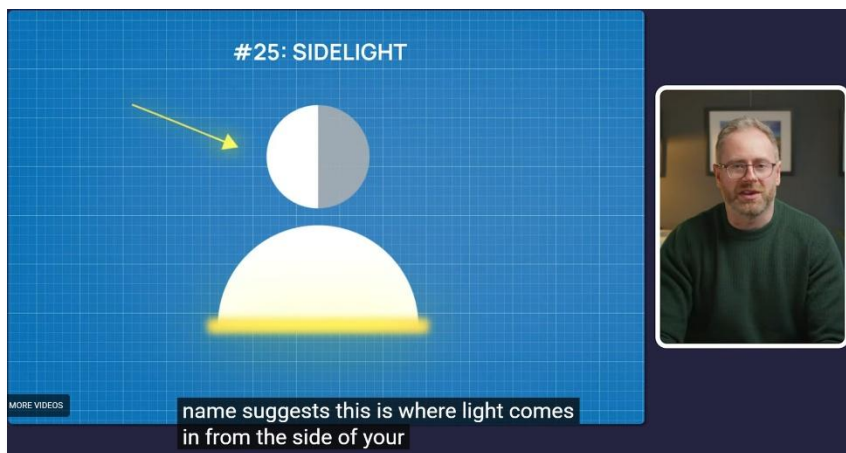 #25: SIDELIGHT
MORE VIDEOS
name suggests this is where light comes
in from the side of your